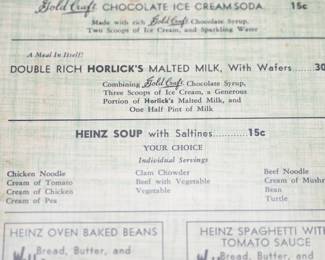 Gold Craft CHOCOLATE ICE CREAM SODA 15c
Made with rich Gold Craft Chocolate Syrup,
Two Scoops of Ice Cream, and Sparkling Water
A Meal In Itself!
DOUBLE RICH HORLICK'S MALTED MILK, With Wafers.....30
Combining Gold Craft Chocolate Syrup,
Three Scoops of Ice Cream, a Generous
Portion of Horlick's Malted Milk, and
One Half Pint of Milk
HEINZ SOUP with Saltines............15c
YOUR CHOICE
Individual Servings
Chicken Noodle Clam Chowder Beef Noodle
Cream of Tomato Beef with Vegetable Cream of Mushr
Cream of Chicken Vegetable Bean
Cream of Pea Turtle
HEINZ OVEN BAKED BEANS HEINZ SPAGHETTI WITH
TOMATO SAUCE
Bread, Butter, and Bread, Butter, and